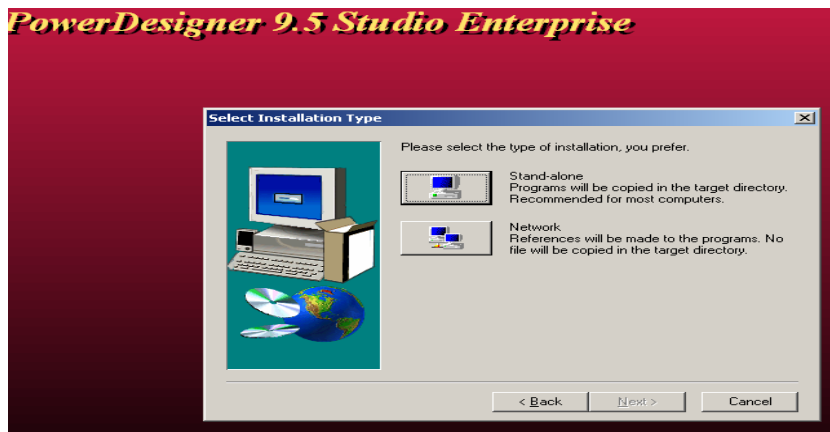 PowerDesigner 9.5 Studio Enterprise
Select Installation Type
Please select the type of installation, you prefer.
Stand-alone
Programs will be copied in the target directory.
Recommended for most computers.
Network
References will be made to the programs. No
file will be copied in the target directory.
< Back
Next >
Cancel